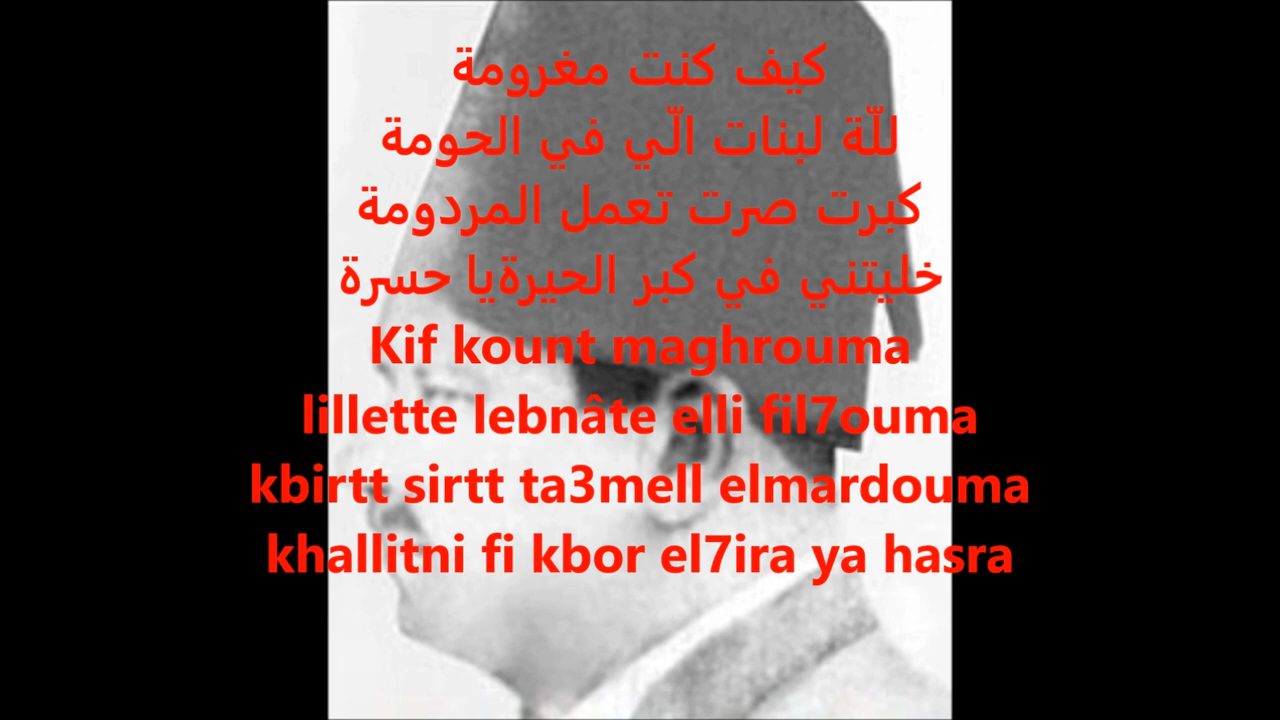 كيف كنت مغرومة
للّة لبنات الّي في الحومة
كبرت صرت تعمل المردومة
خليتني في كبر الحيرةيا حسرة
Kif kount maghrouma
lillette lebnâte elli fil7ouma
kbirtt sirtt ta3mell elmardouma
khallitni fi kbor el7ira ya hasra